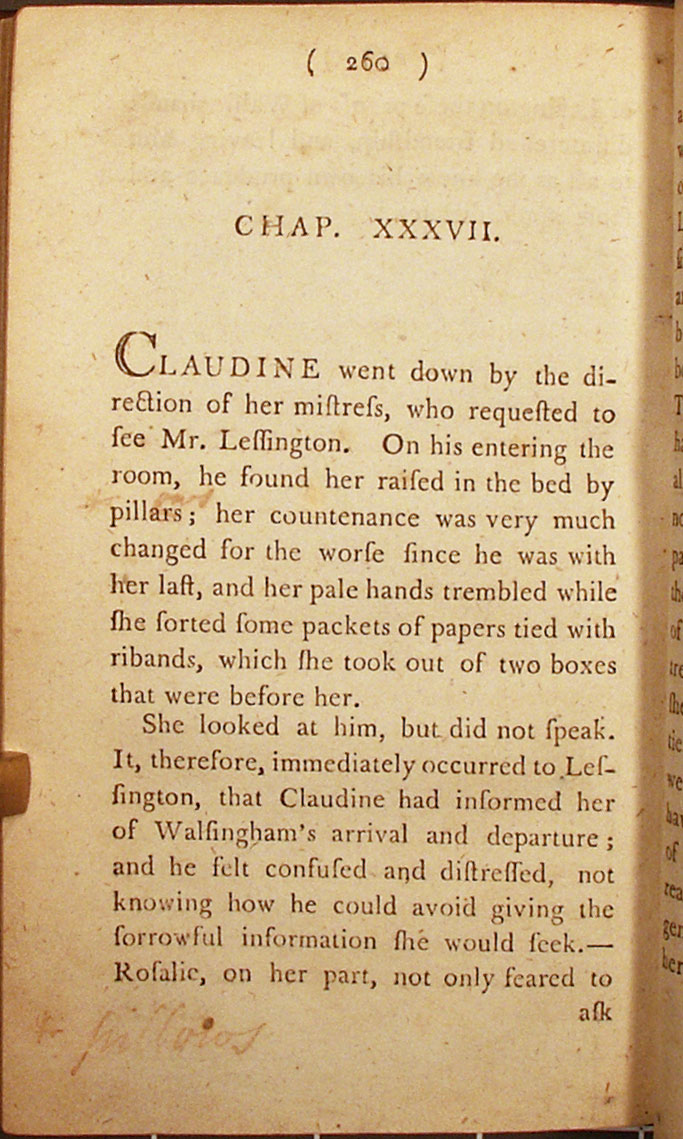 ( 260 )
CHAP. XXXVII.
CLAUDINE went down by the di-
rection of her miſtreſs, who requeſted to
ſee Mr. Leſſington. On his entering the
room, he found her raiſed in the bed by
pillars; her countenance was very much
changed for the worſe ſince he was with
her laſt, and her pale hands trembled while
ſhe ſorted ſome packets of papers tied with
ribands, which ſhe took out of two boxes
that were before her.
She looked at him, but did not ſpeak.
It, therefore, immediately occurred to Leſ-
ſington, that Claudine had informed her
of Walſingham's arrival and departure;
and he felt confuſed and diſtreſſed, not
knowing how he could avoid giving the
ſorrowful information ſhe would ſeek.—
Roſalie, on her part, not only feared to
aſk
+ pillows